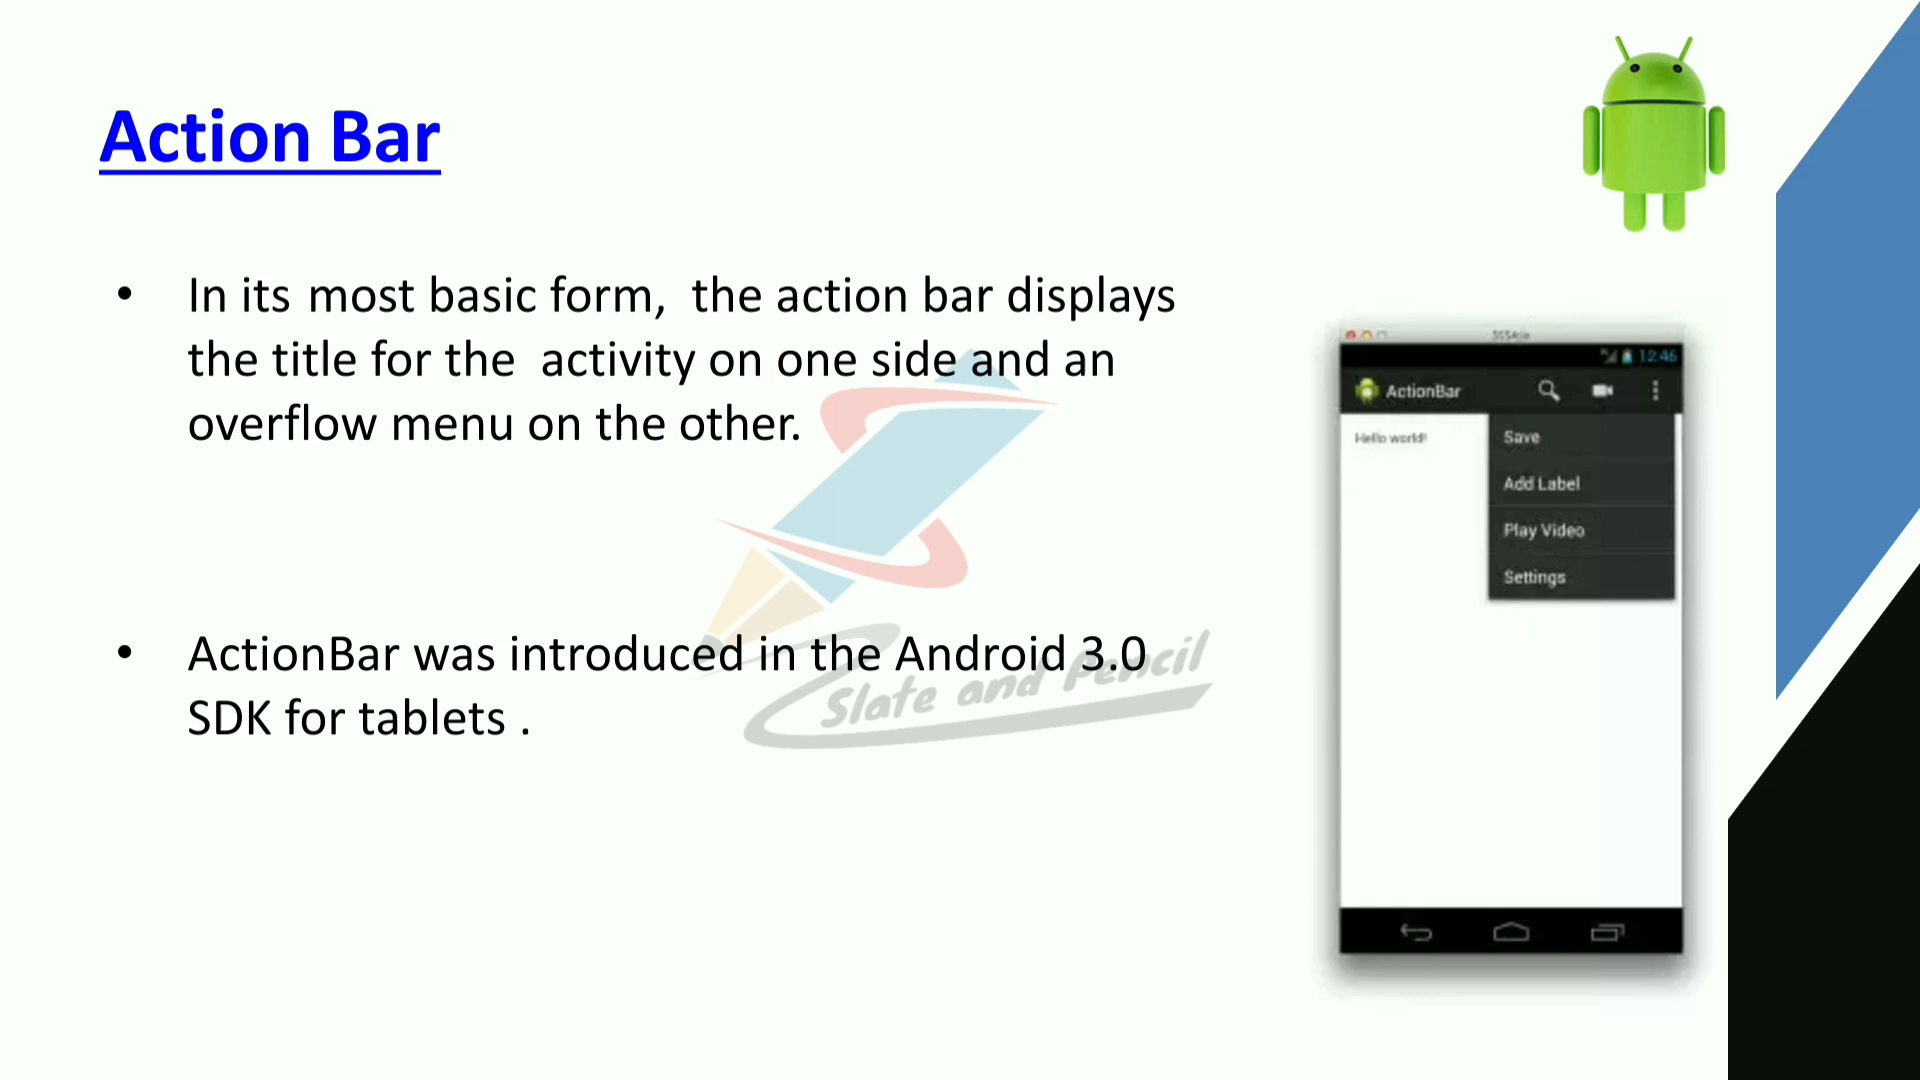 Action Bar
• In its most basic form, the action bar displays
the title for the activity on one side and an
overflow menu on the other.
• ActionBar was introduced in the Android 3.0
SDK for tablets .
Slate and Pencil
12:46
ActionBar
Hello world!
Save
Add Label
Play Video
Settings